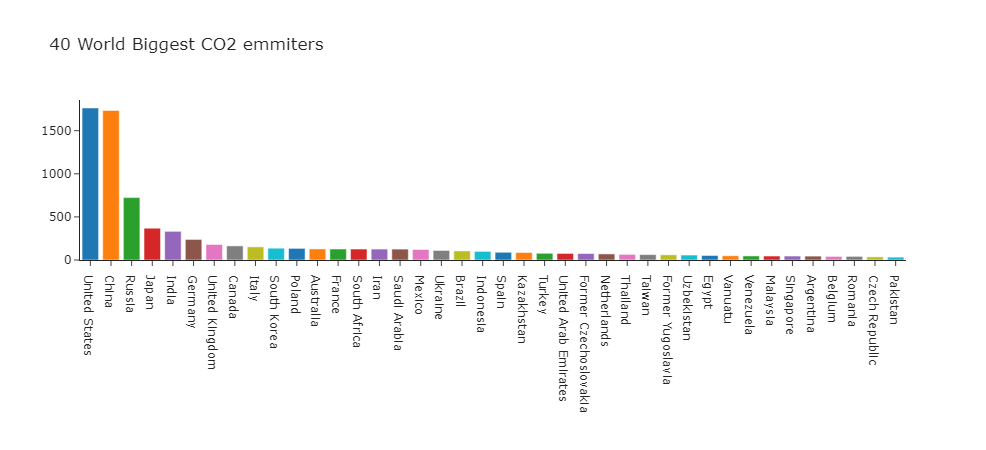 40 World Biggest CO2 emmiters
1500
1000
500
0
United States
China
Russia
Japan
India
Germany
United Kingdom
Canada
Italy
South Korea
Poland
Australia
France
South Africa
Iran
Saudi Arabia
Mexico
Ukraine
Brazil
Indonesia
Spain
Kazakhstan
Turkey
United Arab Emirates
Former Czechoslovakia
Netherlands
Thailand
Taiwan
Former Yugoslavia
Uzbekistan
Egypt
Vanuatu
Venezuela
Malaysia
Singapore
Argentina
Belgium
Romania
Czech Republic
Pakistan